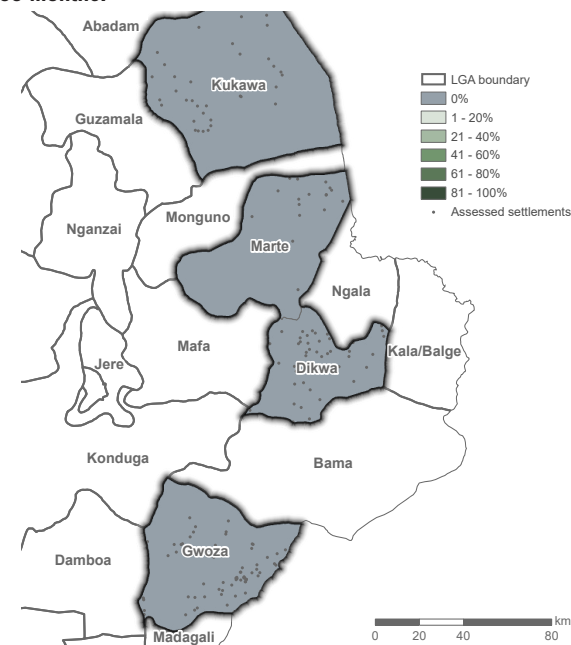 Abadam
Kukawa
Guzamala
LGA boundary
0%
1 - 20%
21 - 40%
41 - 60%
61 - 80%
81 - 100%
Assessed settlements
Monguno
Nganzai
Marte
Ngala
Mafa
Kala/Balge
Jere
Dikwa
Konduga
Bama
Gwoza
Damboa
Madagali
km
0 20 40 80